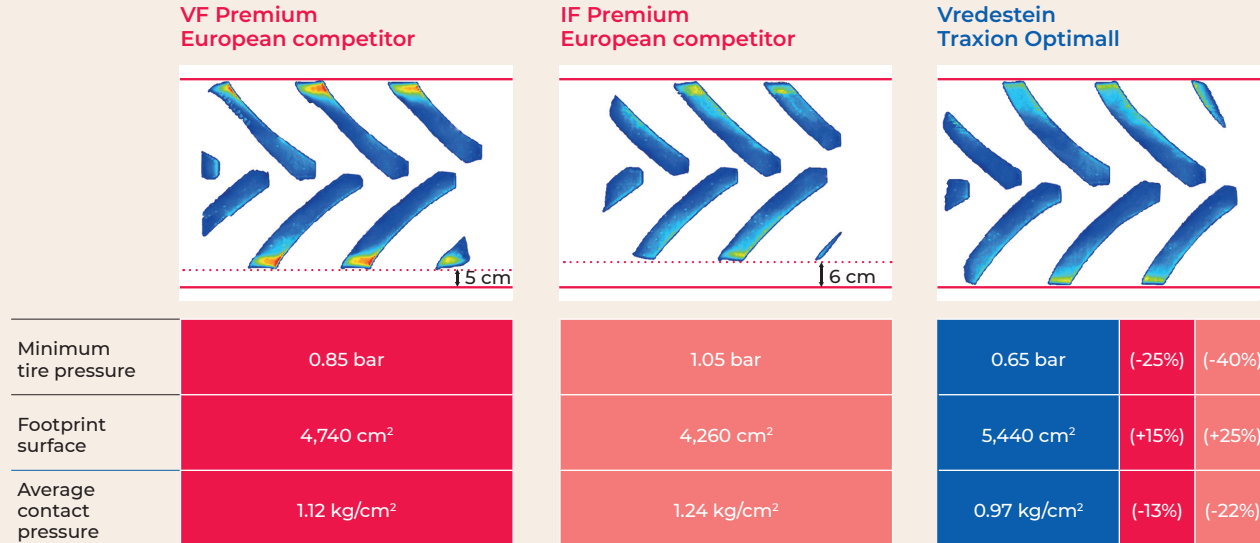 VF Premium
European competitor
IF Premium
European competitor
Vredestein
Traxion Optimall
5 cm
6 cm
Minimum
tire pressure
0.85 bar
1.05 bar
0.65 bar
(-25%)
(-40%)
Footprint
surface
4,740 cm²
4,260 cm²
5,440 cm²
(+15%)
(+25%)
Average
contact
pressure
1.12 kg/cm²
1.24 kg/cm²
0.97 kg/cm²
(-13%)
(-22%)